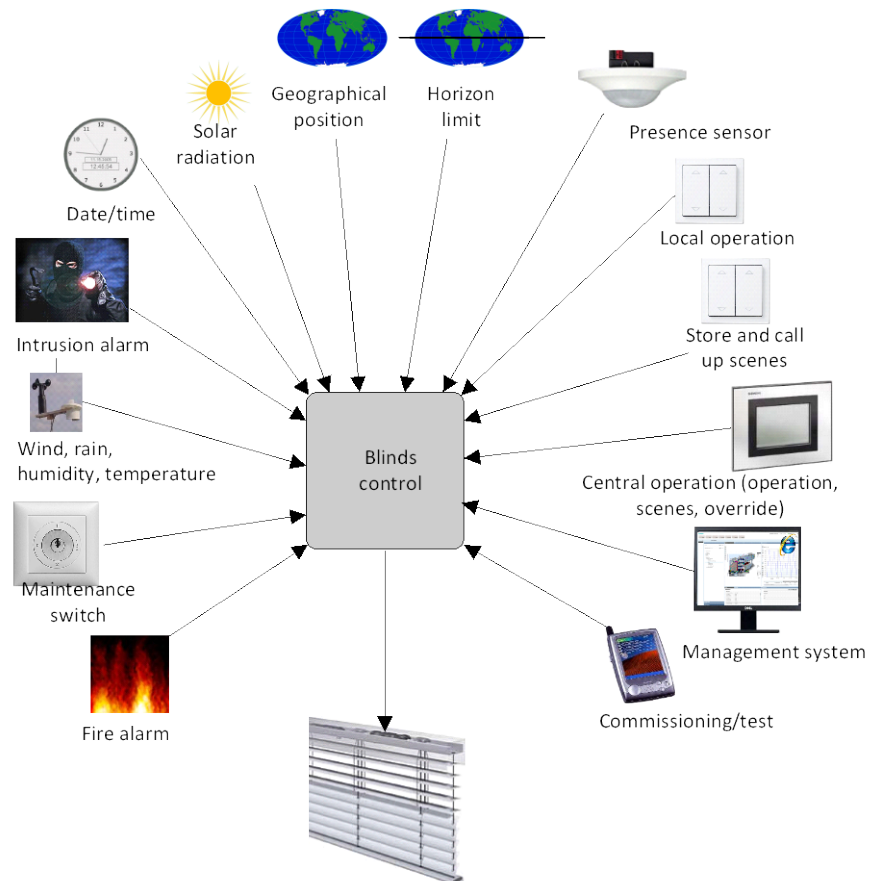 Geographical
position
Horizon
limit
Solar
radiation
Presence sensor
Date/time
Local operation
Intrusion alarm
Store and call
up scenes
Wind, rain,
humidity, temperature
Blinds
control
Central operation (operation,
scenes, override)
Maintenance
switch
Management system
Fire alarm
Commissioning/test